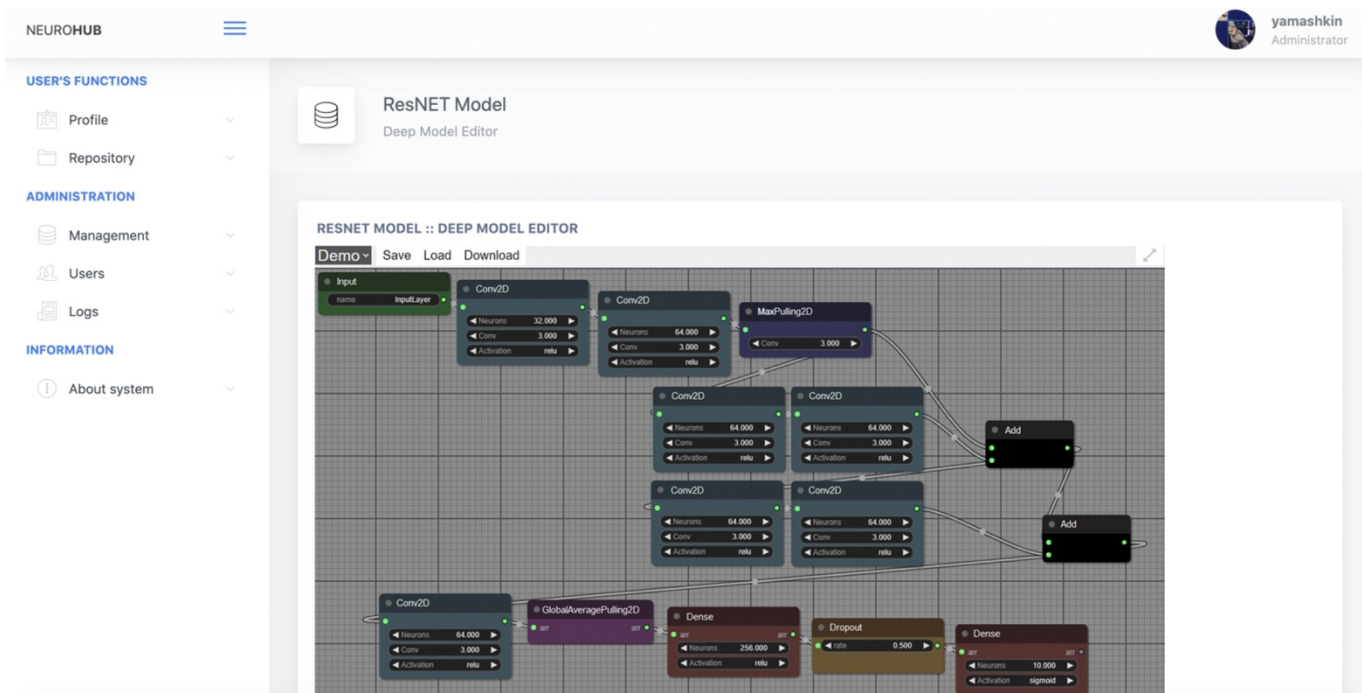 NEUROHUB
yamashkin
Administrator
USER'S FUNCTIONS
Profile
Repository
ADMINISTRATION
Management
Users
Logs
INFORMATION
About system
ResNET Model
Deep Model Editor
RESNET MODEL :: DEEP MODEL EDITOR
Demo Save Load Download
Input
name InputLayer
Conv2D
Neurons 32.000
Conv 3.000
Activation relu
Conv2D
Neurons 64.000
Conv 3.000
Activation relu
MaxPulling2D
Conv 3.000
Conv2D
Neurons 64.000
Conv 3.000
Activation relu
Conv2D
Neurons 64.000
Conv 3.000
Activation relu
Add
Conv2D
Neurons 64.000
Conv 3.000
Activation relu
Conv2D
Neurons 64.000
Conv 3.000
Activation relu
Add
Conv2D
Neurons 64.000
Conv 3.000
Activation relu
GlobalAveragePulling2D
arr arr
Dense
arr arr
Neurons 256.000
Activation relu
Dropout
rate 0.500
Dense
arr arr
Neurons 10.000
Activation sigmoid